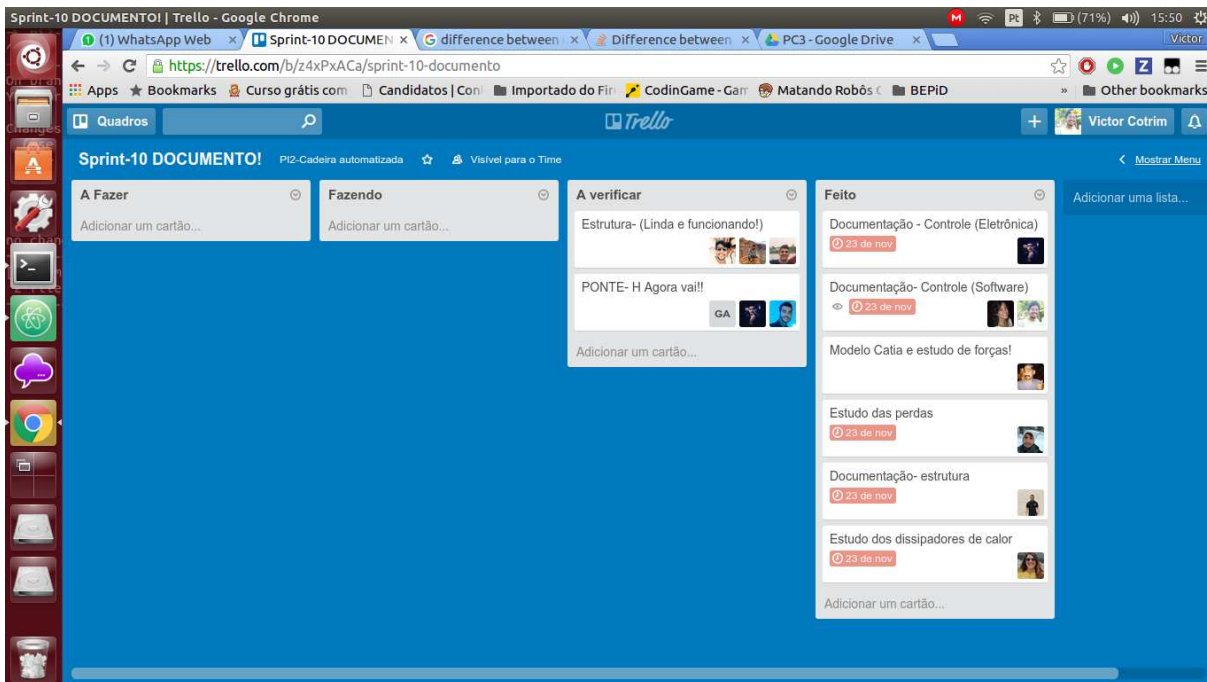 Sprint-10 DOCUMENTO! | Trello - Google Chrome
Pt (71%) 15:50
(1) WhatsApp Web × Sprint-10 DOCUMEN × difference between × Difference between × PC3 - Google Drive × Victor
https://trello.com/b/z4xPxACa/sprint-10-documento
Apps Bookmarks Curso grátis com Candidatos | Con Importado do Fir CodinGame - Gam Matando Robôs C BEPiD » Other bookmarks
Quadros Trello + Victor Cotrim
Sprint-10 DOCUMENTO! PI2-Cadeira automatizada Visível para o Time Mostrar Menu
A Fazer
Adicionar um cartão...
Fazendo
Adicionar um cartão...
A verificar
Estrutura- (Linda e funcionando!)
PONTE- H Agora vai!!
GA
Adicionar um cartão...
Feito
Documentação - Controle (Eletrônica)
23 de nov
Documentação- Controle (Software)
23 de nov
Modelo Catia e estudo de forças!
Estudo das perdas
23 de nov
Documentação- estrutura
23 de nov
Estudo dos dissipadores de calor
23 de nov
Adicionar um cartão...
Adicionar uma lista...